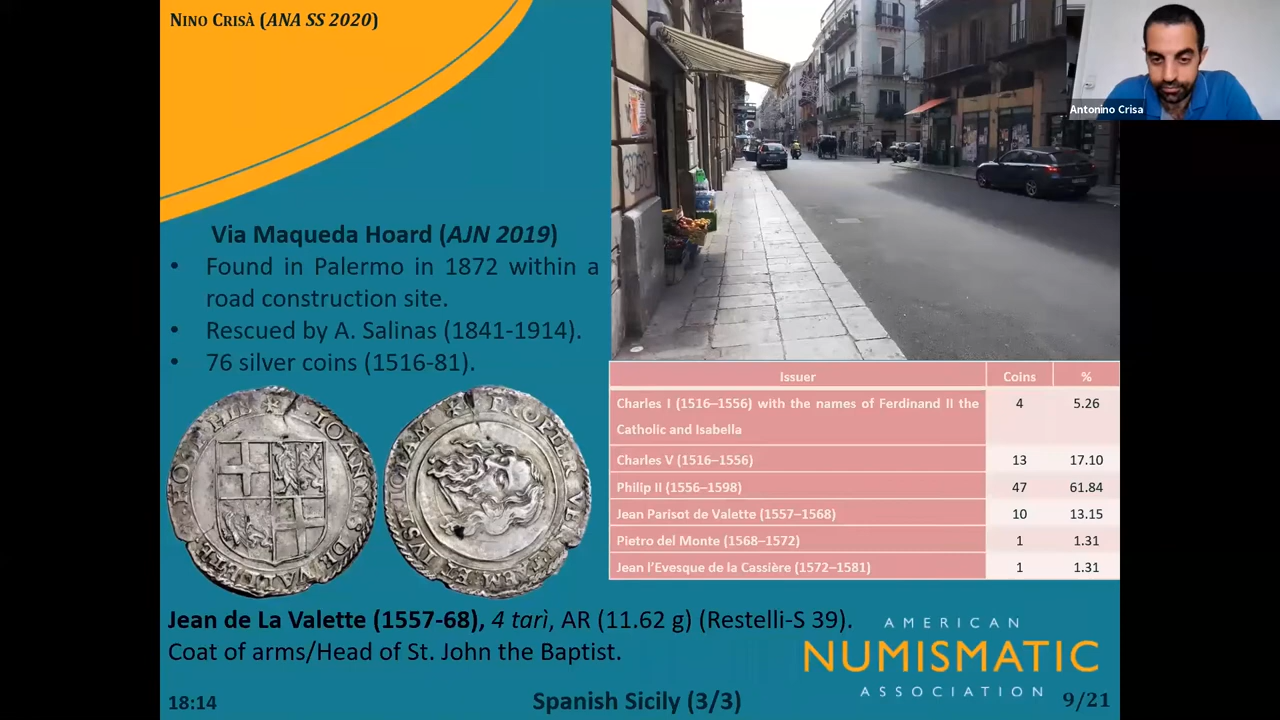 NINO CRISÀ (ANA SS 2020)
Antonino Crisa
Via Maqueda Hoard (AJN 2019)
• Found in Palermo in 1872 within a
road construction site.
• Rescued by A. Salinas (1841-1914).
• 76 silver coins (1516-81).
Issuer Coins %
Charles I (1516–1556) with the names of Ferdinand II the
Catholic and Isabella 4 5.26
Charles V (1516–1556) 13 17.10
Philip II (1556–1598) 47 61.84
Jean Parisot de Valette (1557–1568) 10 13.15
Pietro del Monte (1568–1572) 1 1.31
Jean l’Evesque de la Cassière (1572–1581) 1 1.31
Jean de La Valette (1557-68), 4 tarì, AR (11.62 g) (Restelli-S 39).
Coat of arms/Head of St. John the Baptist.
AMERICAN
NUMISMATIC
ASSOCIATION
18:14
Spanish Sicily (3/3)
9/21